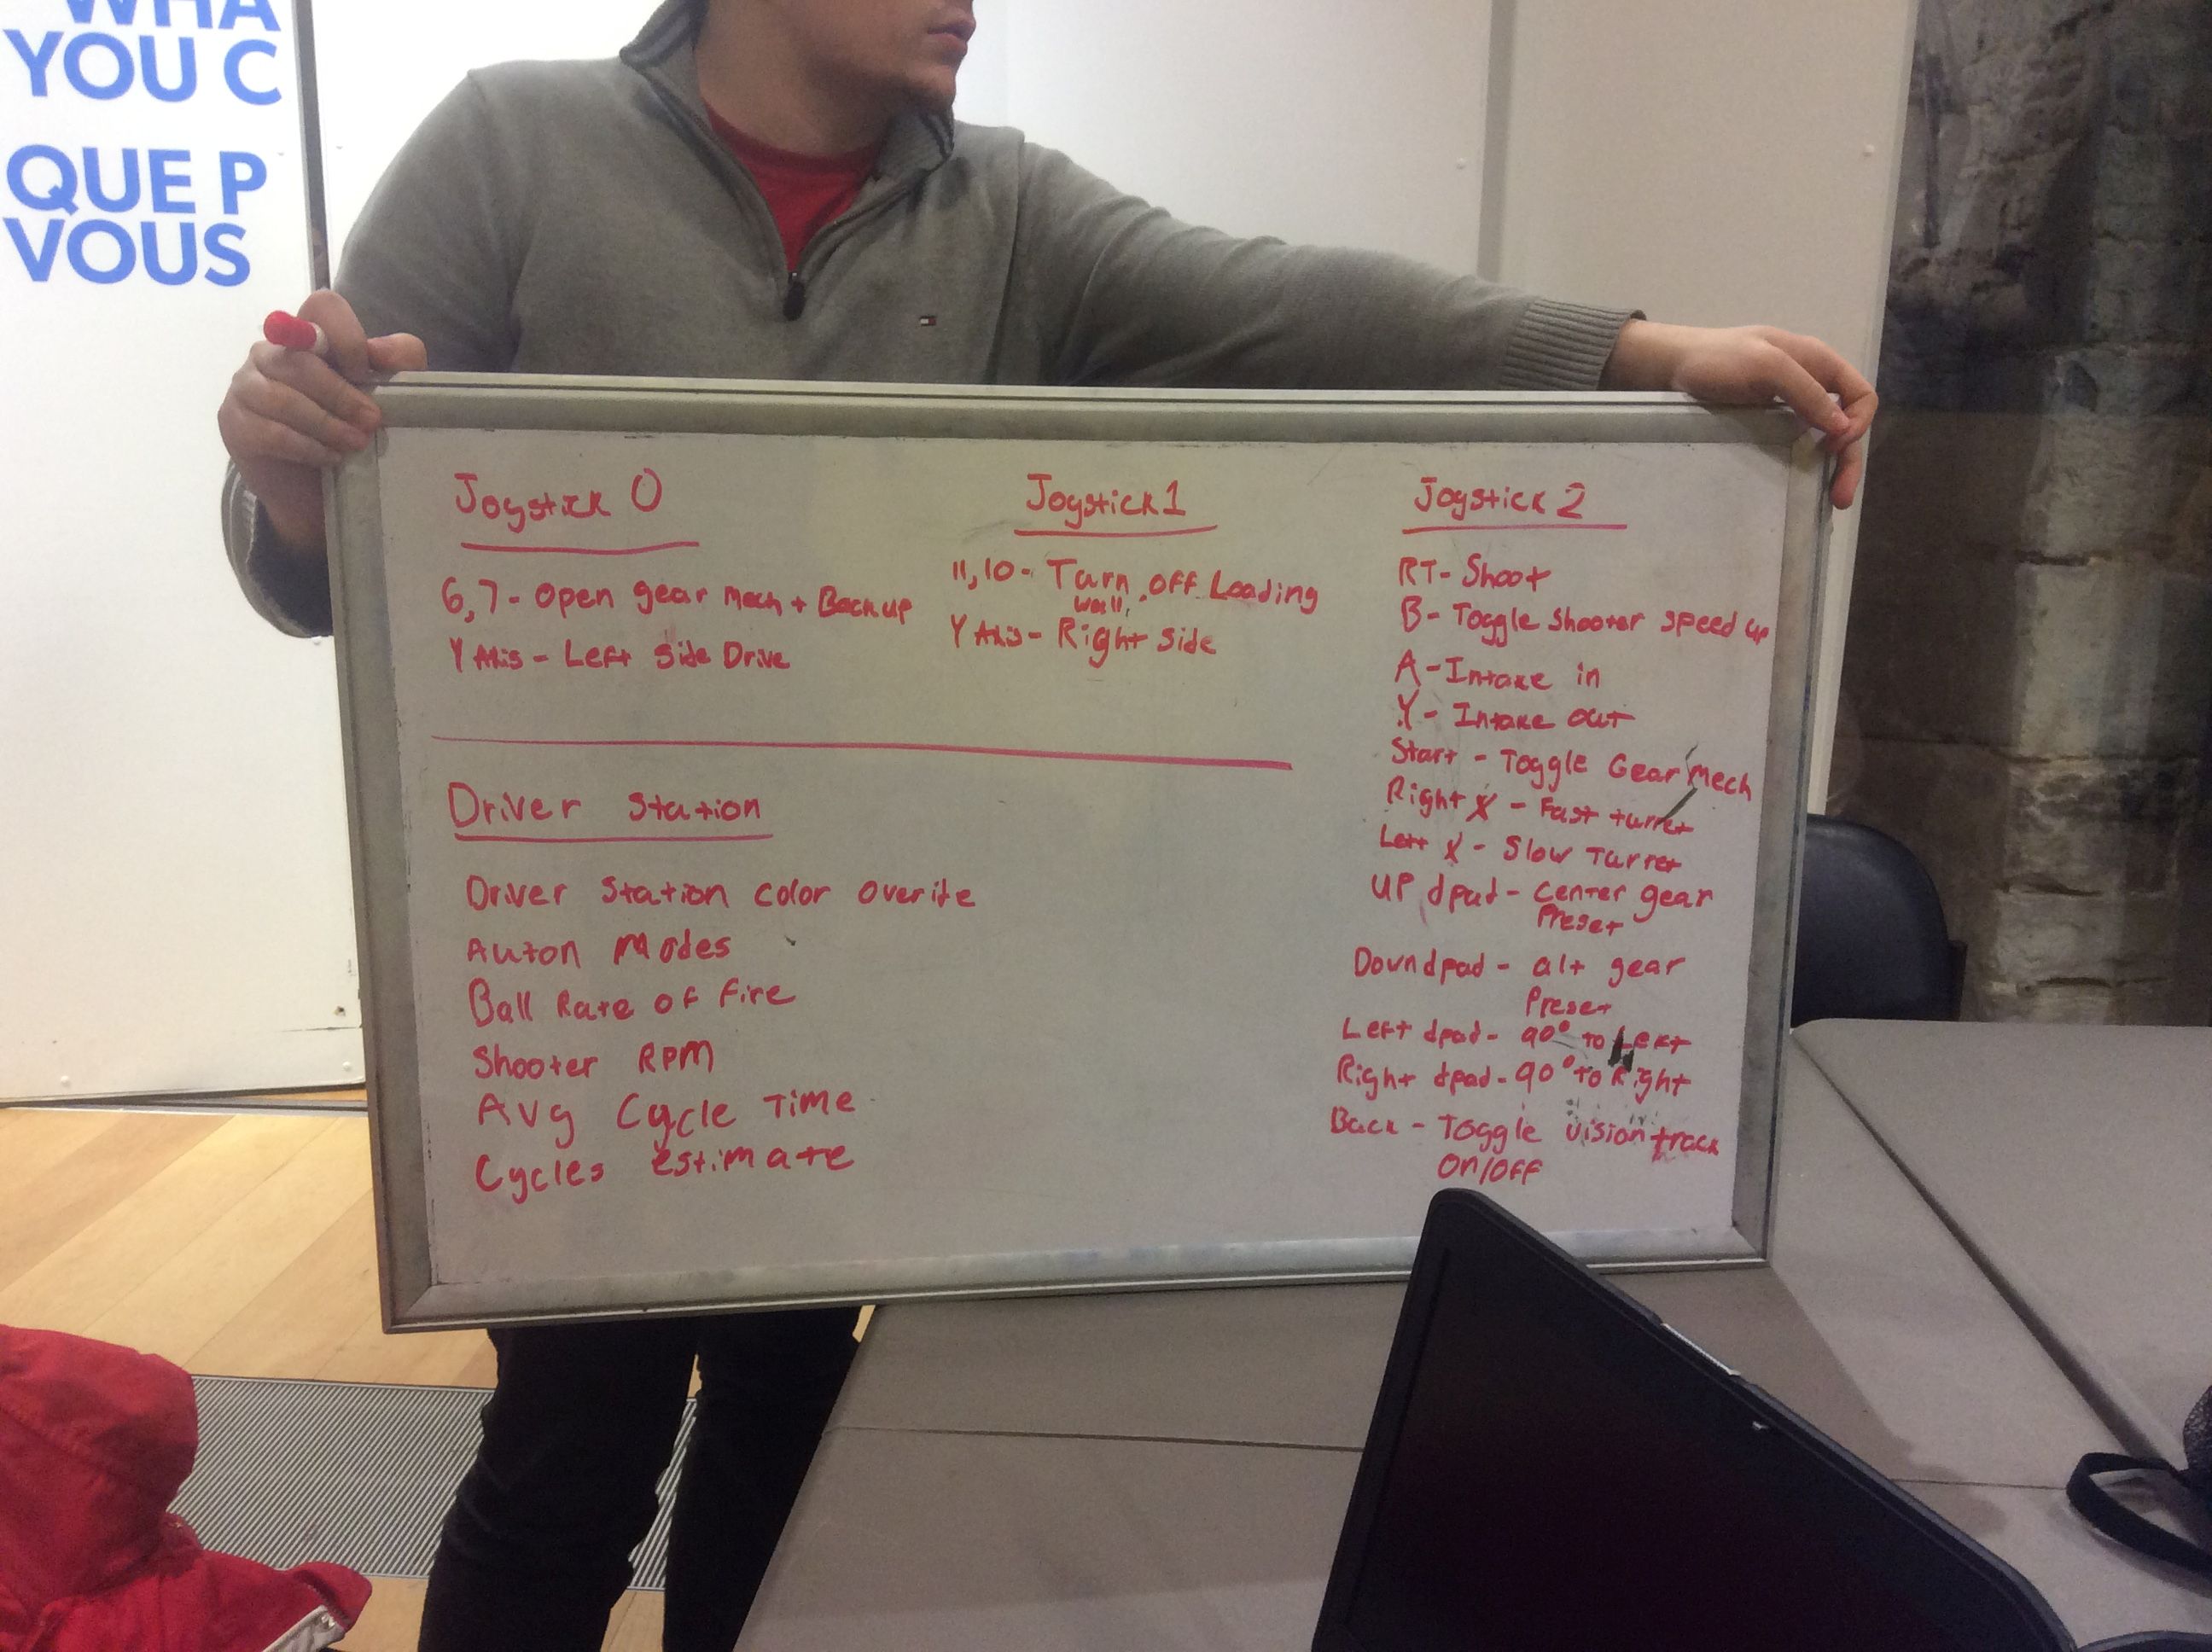 WHA
YOU C
QUE P
VOUS
Joystick 0
6,7- Open gear Mech + Backup
Y Axis - Left Side Drive
Joystick 1
11,10- Turn off Loading
wall
Y Axis - Right Side
Joystick 2
RT- Shoot
B- Toggle Shooter speed up
A- Intake in
Y- Intake out
Start - Toggle Gear Mech
Right X - Fast turret
Left X - Slow Turret
UP dpad - Center gear
Preset
Down dpad - alt gear
Preset
Left dpad - 90° to Left
Right dpad - 90° to Right
Back - Toggle vision track
On/Off
Driver Station
Driver Station Color Overite
Auton Modes
Ball Rate of fire
Shooter RPM
Avg Cycle Time
Cycles estimate